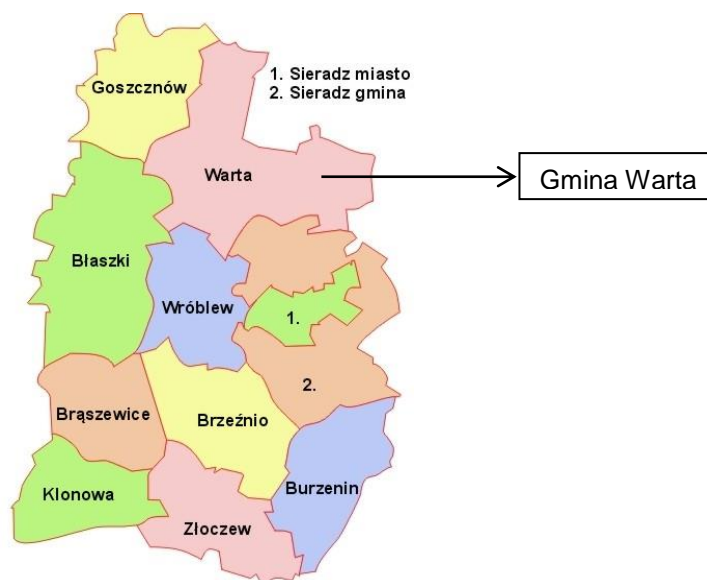 Goszcznów
1. Sieradz miasto
2. Sieradz gmina
Warta
Gmina Warta
Błaszki
Wróblew
1.
2.
Brąszewice
Brzeźnio
Klonowa
Burzenin
Złoczew